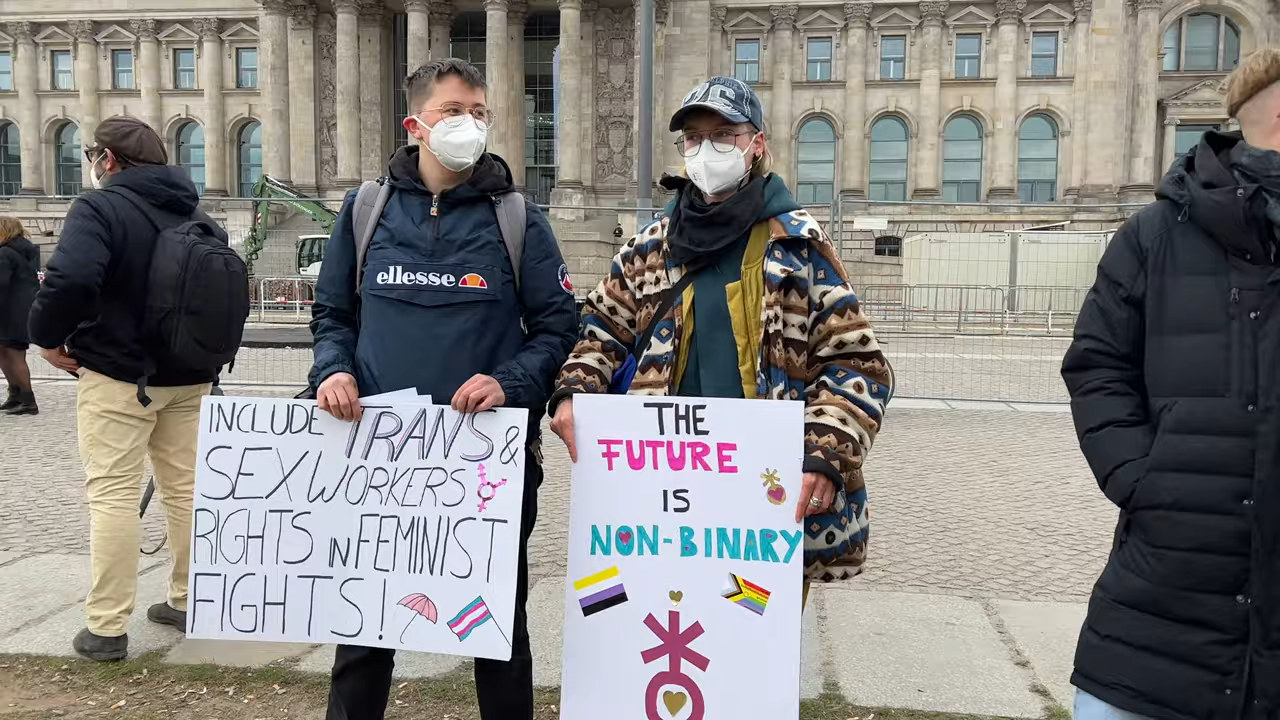 ellesse
INCLUDE TRANS &
SEXWORKERS
RIGHTS IN FEMINIST
FIGHTS!
THE
FUTURE
IS
NON-BINARY